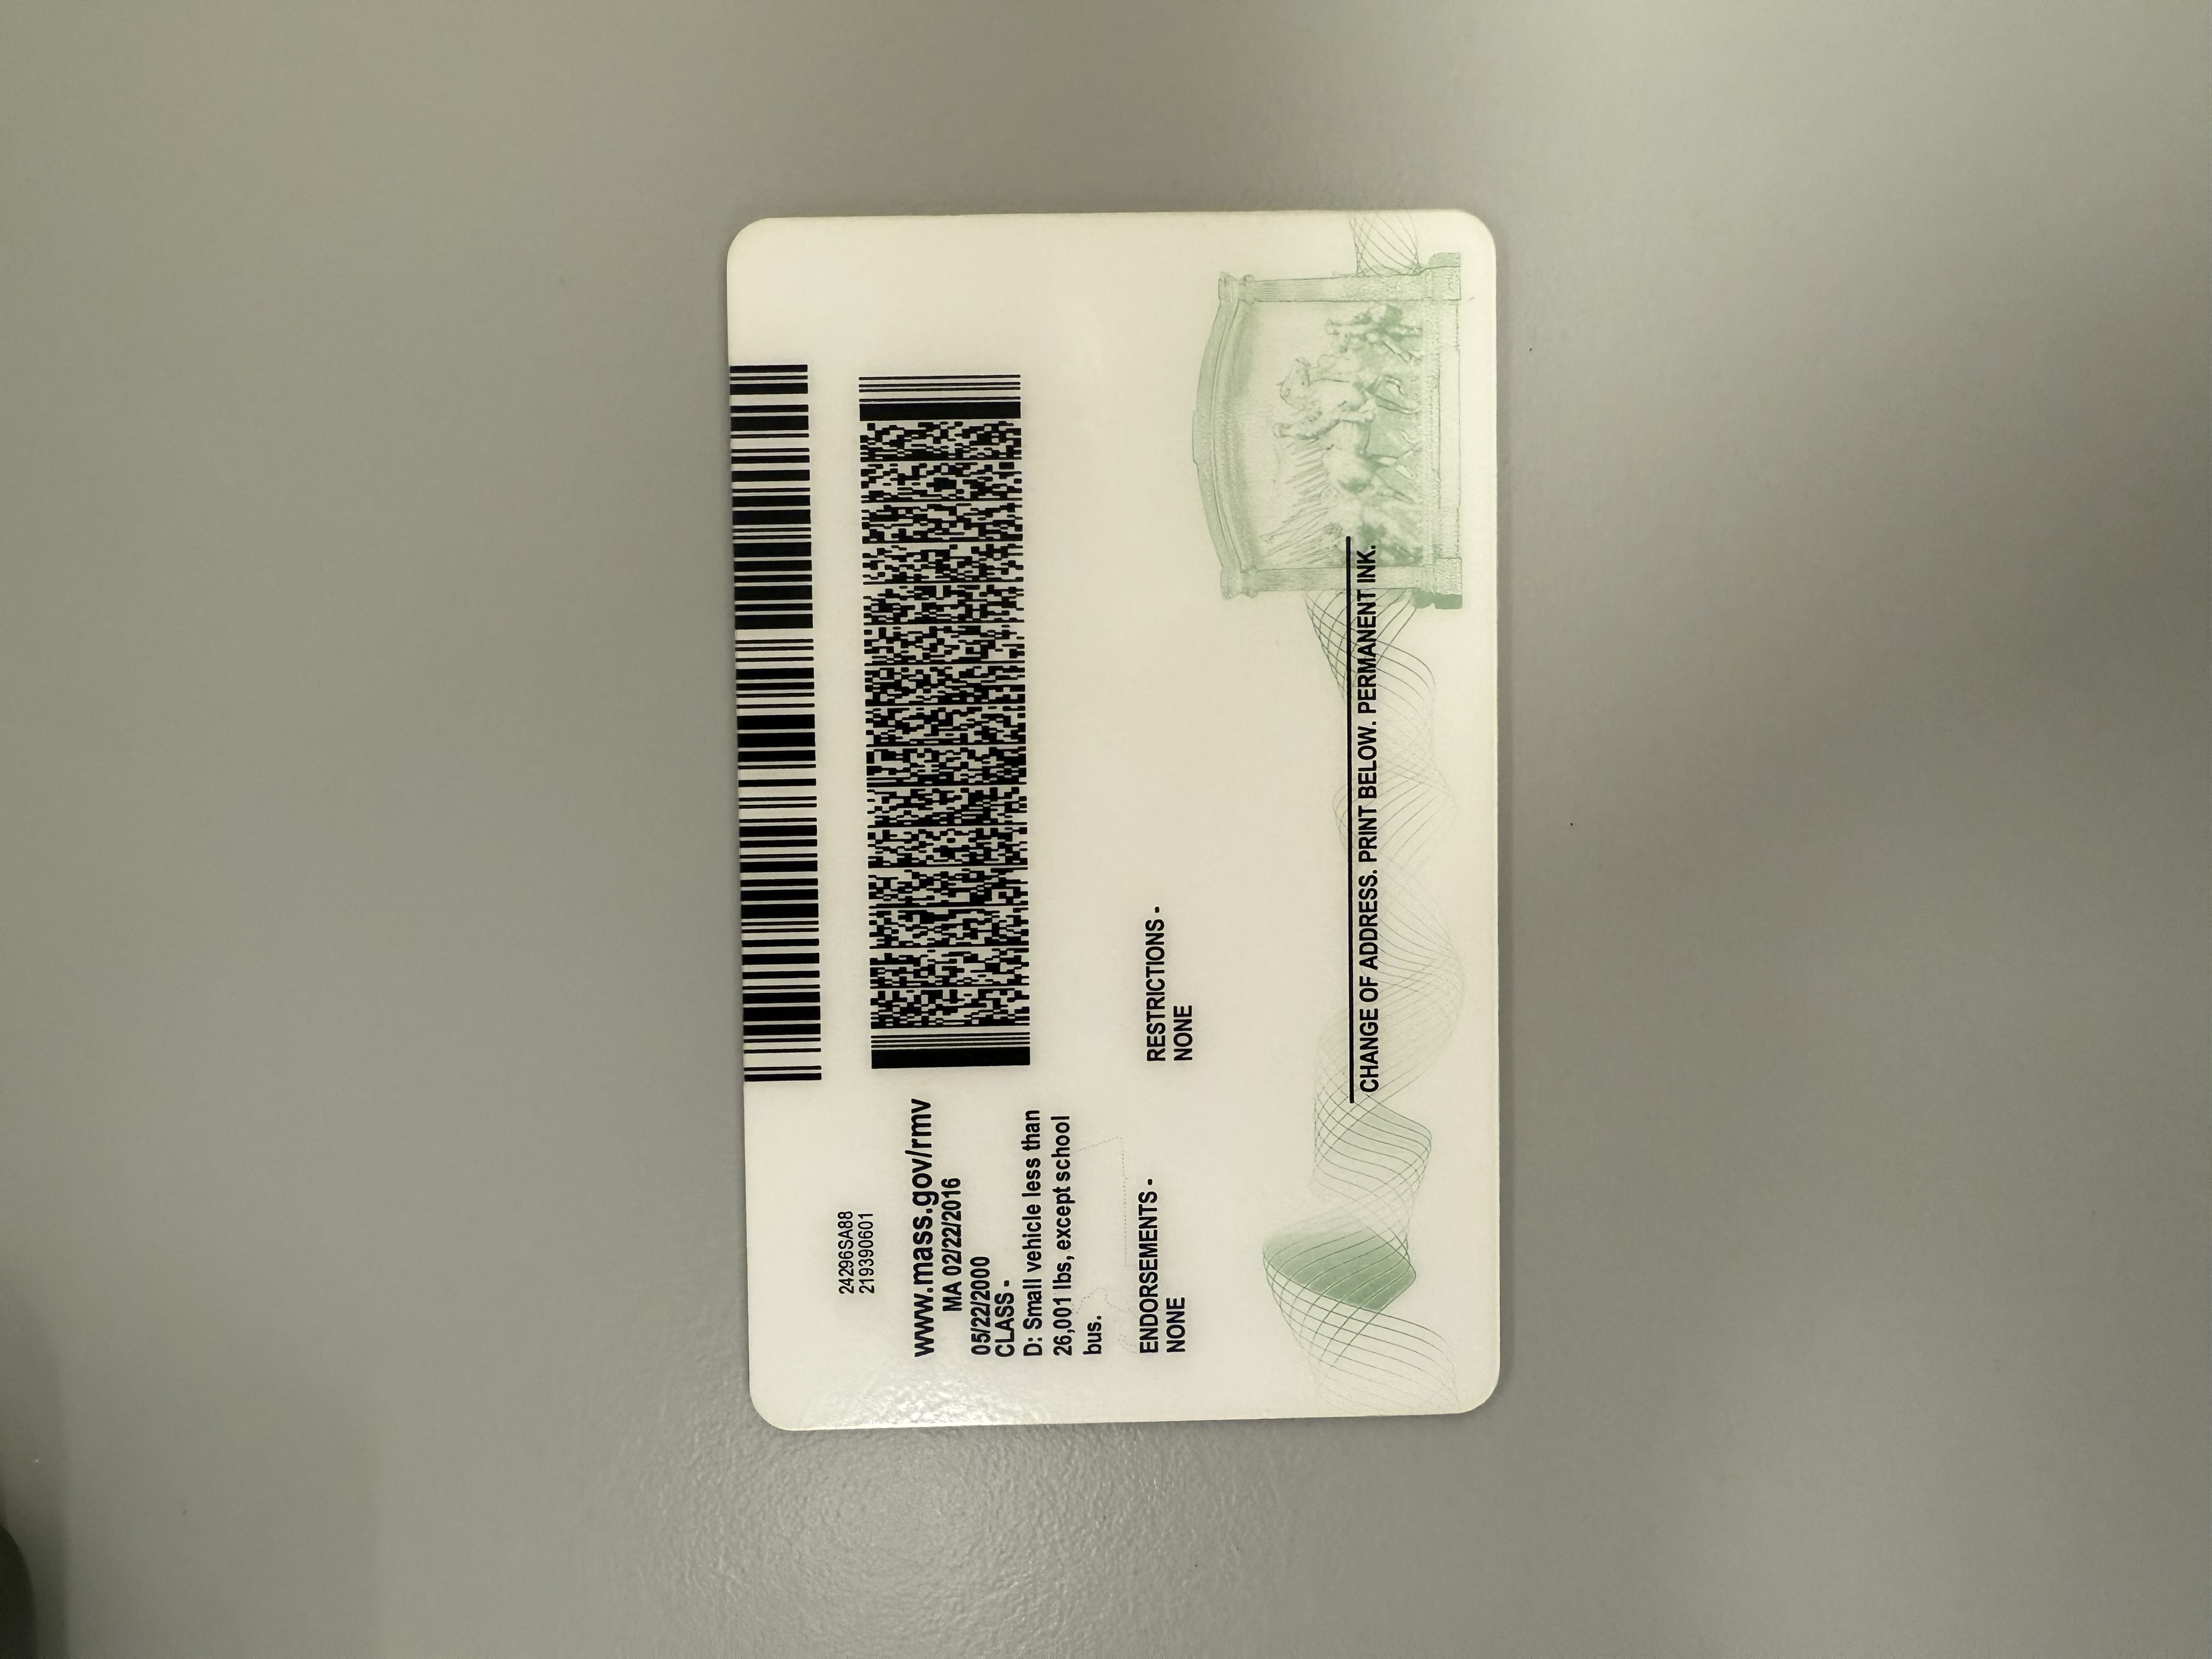 24296SA88
219390601
www.mass.gov/rmv
MA 02/22/2016
05/22/2000
CLASS -
D: Small vehicle less than
26,001 lbs, except school
bus.
ENDORSEMENTS -
NONE
RESTRICTIONS -
NONE
CHANGE OF ADDRESS. PRINT BELOW. PERMANENT INK.